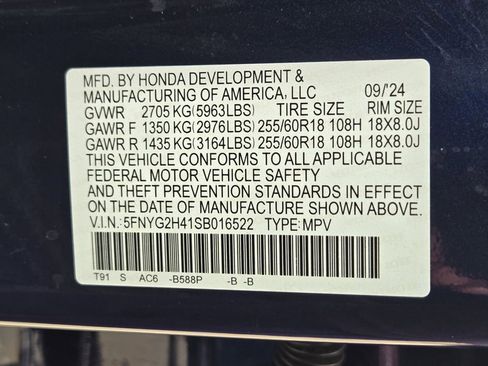 MFD. BY HONDA DEVELOPMENT &
MANUFACTURING OF AMERICA, LLC 09/'24
GVWR 2705 KG(5963LBS) TIRE SIZE RIM SIZE
GAWR F 1350 KG(2976LBS) 255/60R18 108H 18X8.0J
GAWR R 1435 KG(3164LBS) 255/60R18 108H 18X8.0J
THIS VEHICLE CONFORMS TO ALL APPLICABLE
FEDERAL MOTOR VEHICLE SAFETY
AND THEFT PREVENTION STANDARDS IN EFFECT
ON THE DATE OF MANUFACTURE SHOWN ABOVE.
V.I.N.:5FNYG2H41SB016522 TYPE:MPV
T91 S AC6 -B588P -B -B